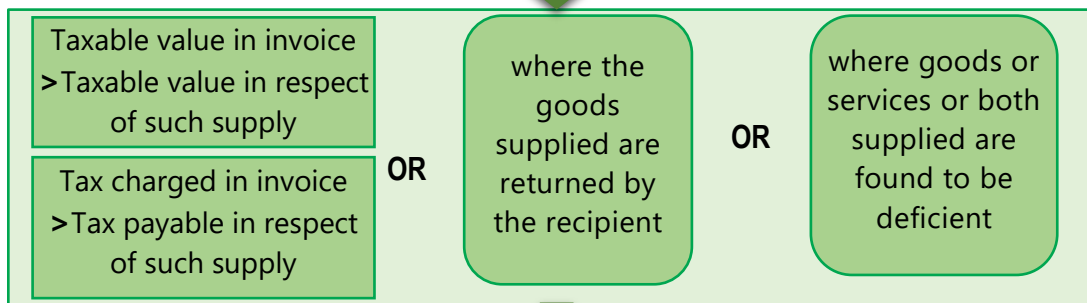 Taxable value in invoice
>Taxable value in respect
of such supply
Tax charged in invoice
>Tax payable in respect
of such supply
OR
where the
goods
supplied are
returned by
the recipient
OR
where goods or
services or both
supplied are
found to be
deficient